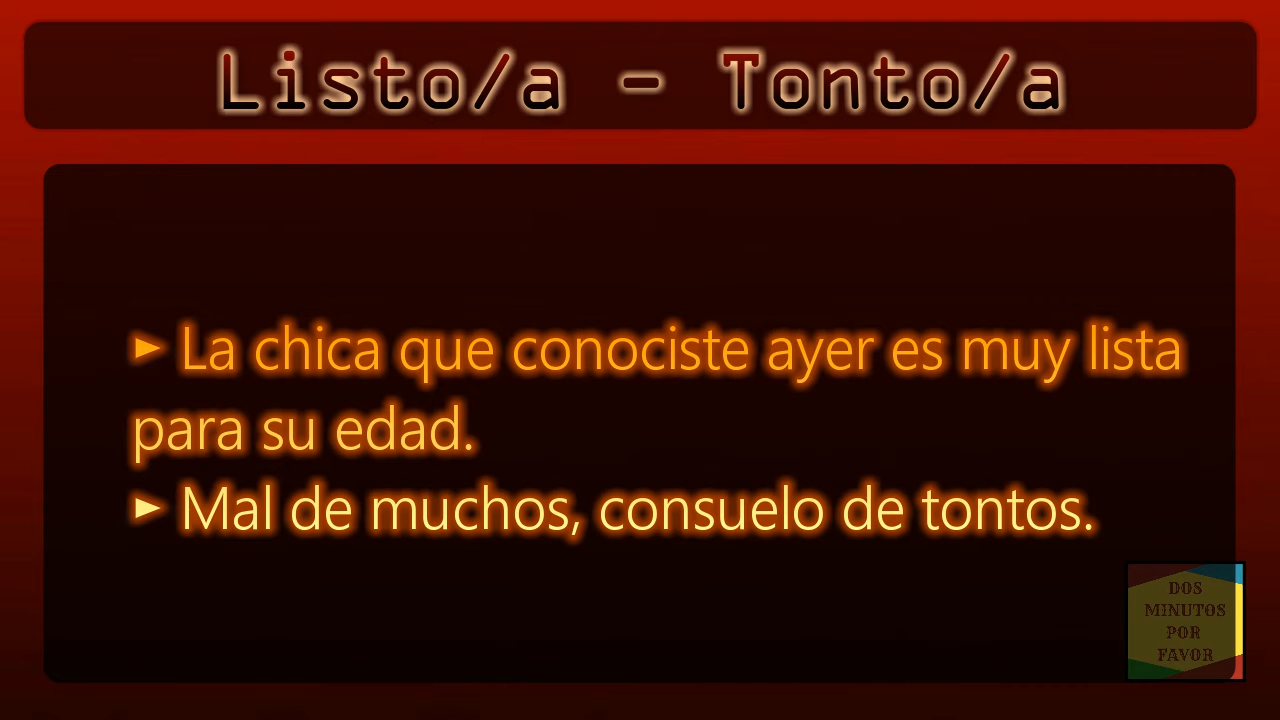 Listo/a - Tonto/a
► La chica que conociste ayer es muy lista
para su edad.
► Mal de muchos, consuelo de tontos.
DOS
MINUTOS
POR
FAVOR